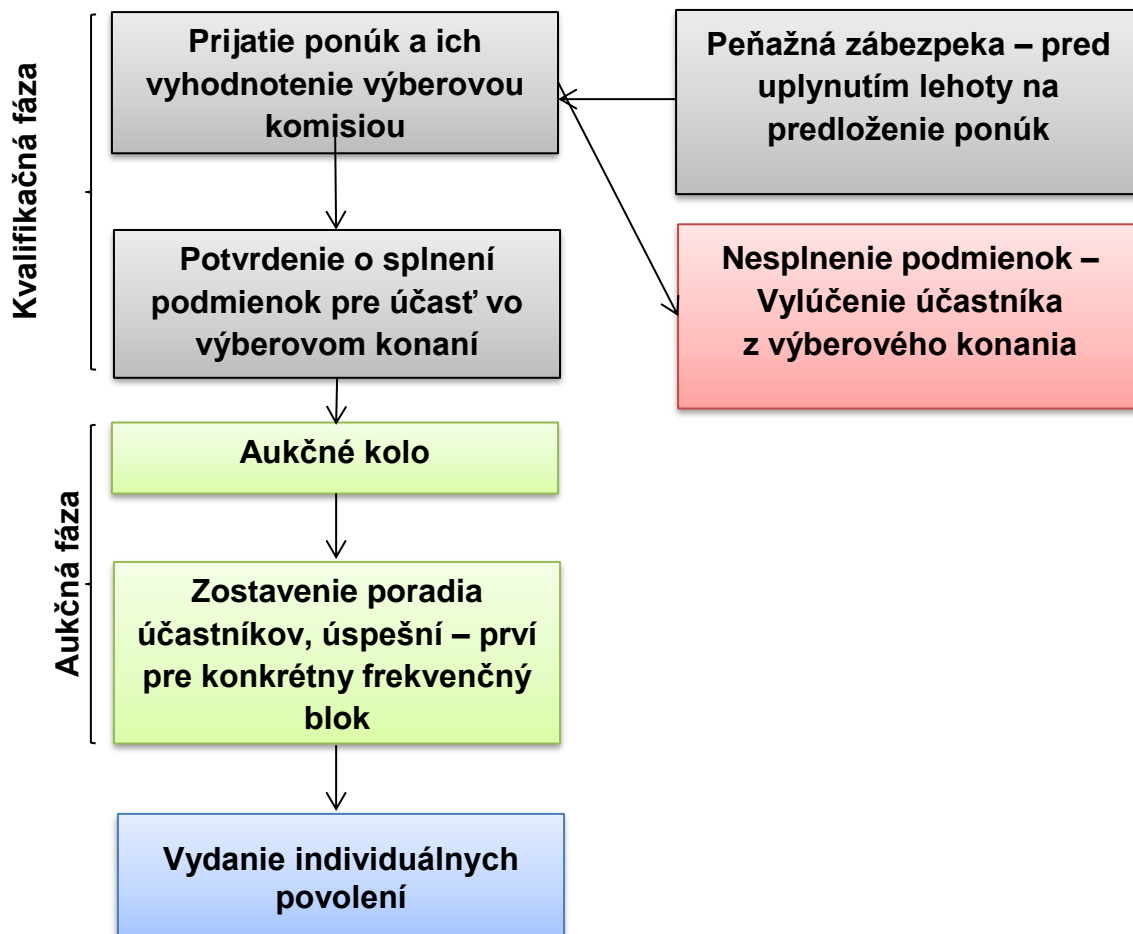 Kvalifikačná fáza
Prijatie ponúk a ich
vyhodnotenie výberovou
komisiou
Peňažná zábezpeka – pred
uplynutím lehoty na
predloženie ponúk
Potvrdenie o splnení
podmienok pre účasť vo
výberovom konaní
Nesplnenie podmienok –
Vylúčenie účastníka
z výberového konania
Aukčná fáza
Aukčné kolo
Zostavenie poradia
účastníkov, úspešní – prví
pre konkrétny frekvenčný
blok
Vydanie individuálnych
povolení